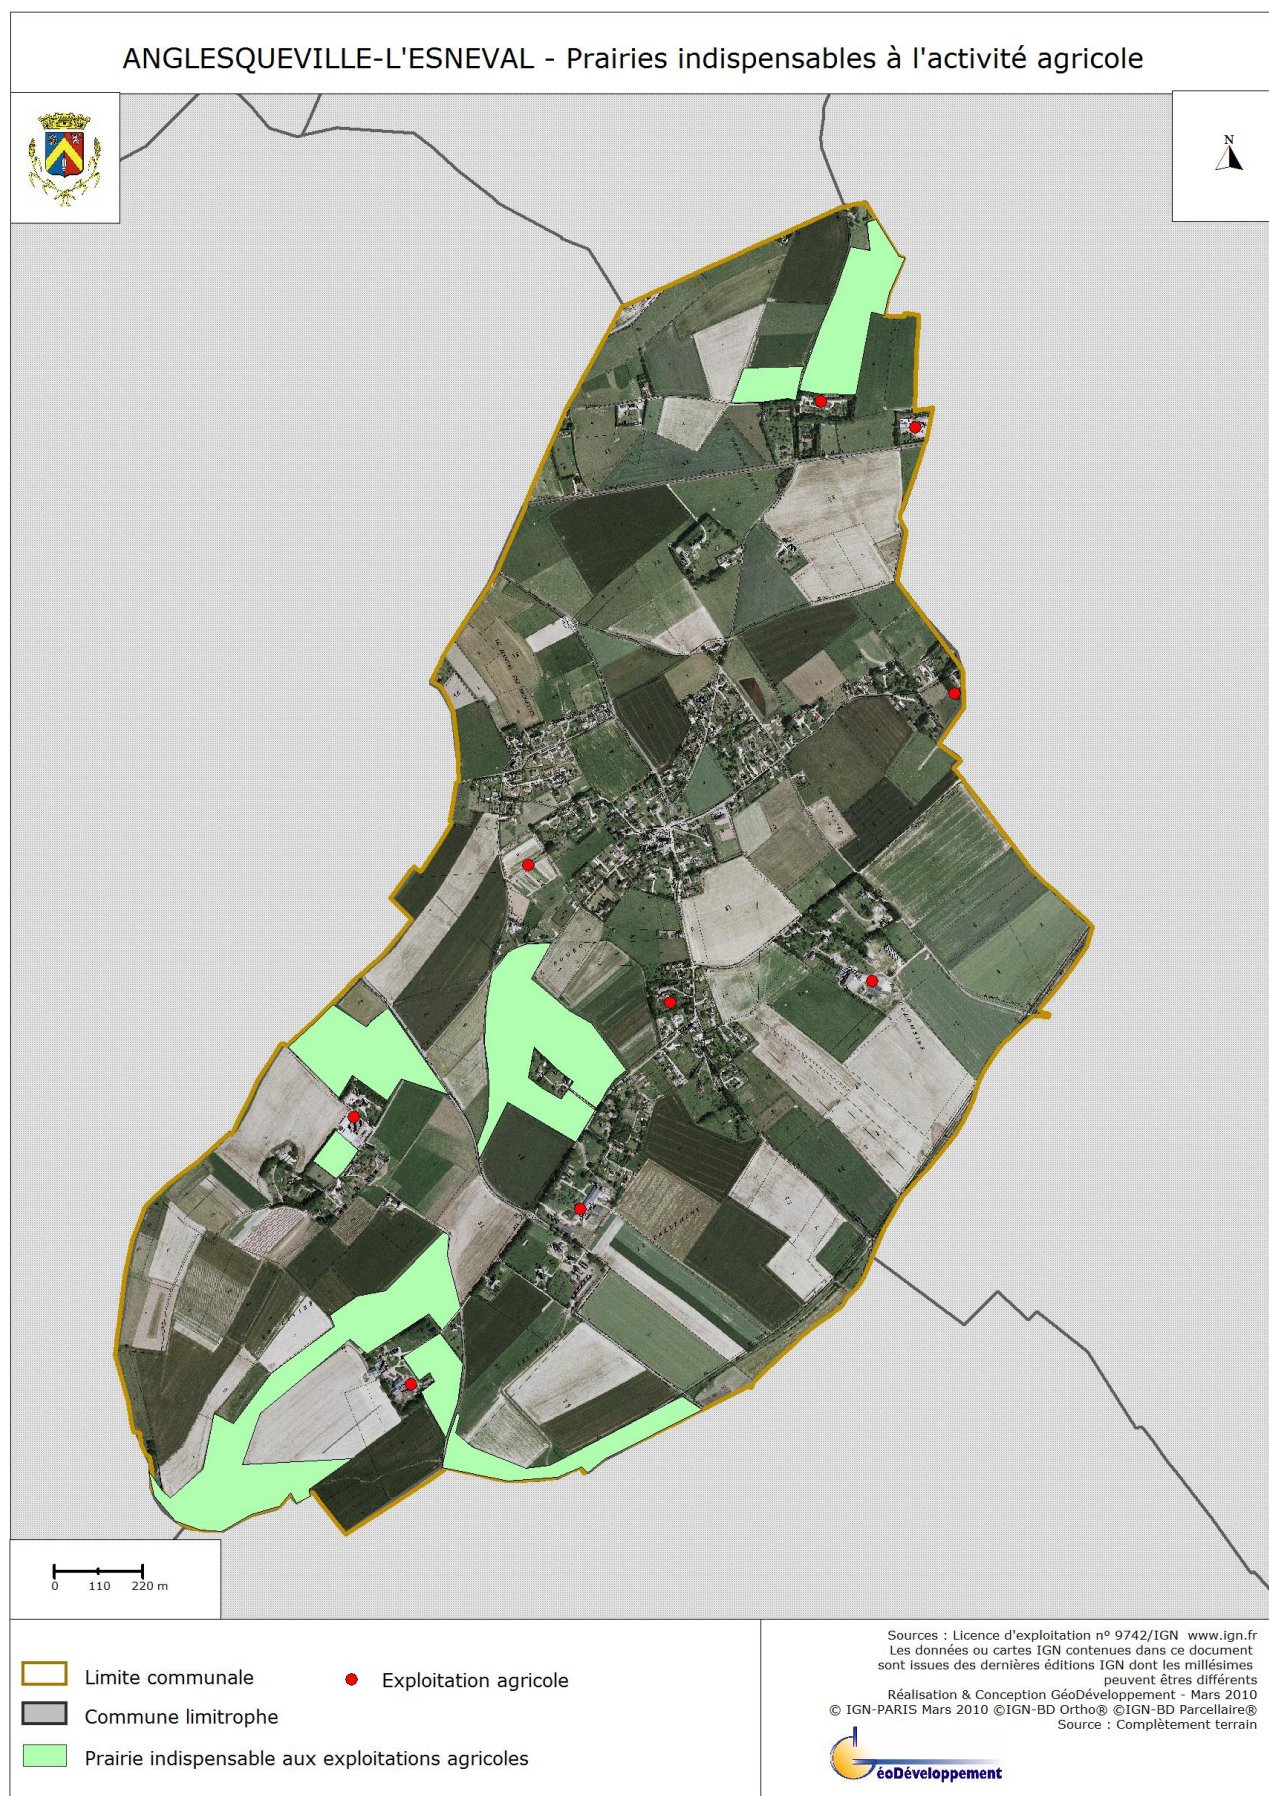 ANGLESQUEVILLE-L'ESNEVAL - Prairies indispensables à l'activité agricole
N
0 110 220 m
Limite communale
Exploitation agricole
Commune limitrophe
Prairie indispensable aux exploitations agricoles
Sources : Licence d'exploitation nº 9742/IGN www.ign.fr
Les données ou cartes IGN contenues dans ce document
sont issues des dernières éditions IGN dont les millésimes
peuvent êtres différents
Réalisation & Conception GéoDéveloppement - Mars 2010
© IGN-PARIS Mars 2010 ©IGN-BD Ortho® ©IGN-BD Parcellaire®
Source : Complètement terrain
GéoDéveloppement